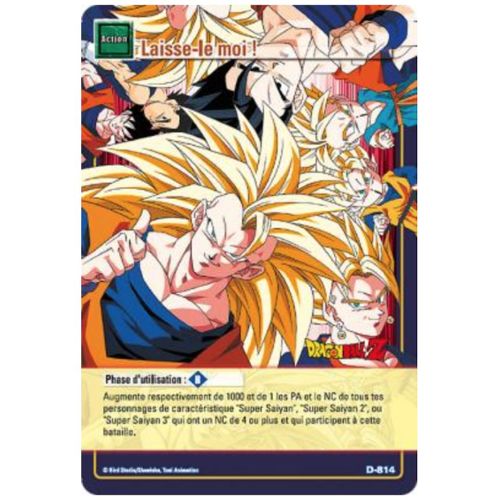 Action
Laisse-le moi !
DRAGON BALL Z
Phase d'utilisation :
Augmente respectivement de 1000 et de 1 les PA et le NC de tous tes
personnages de caractéristique "Super Saiyan", "Super Saiyan 2", ou
"Super Saiyan 3" qui ont un NC de 4 ou plus et qui participent à cette
bataille.
© Bird Studio/Shueisha, Toei Animation
D-814